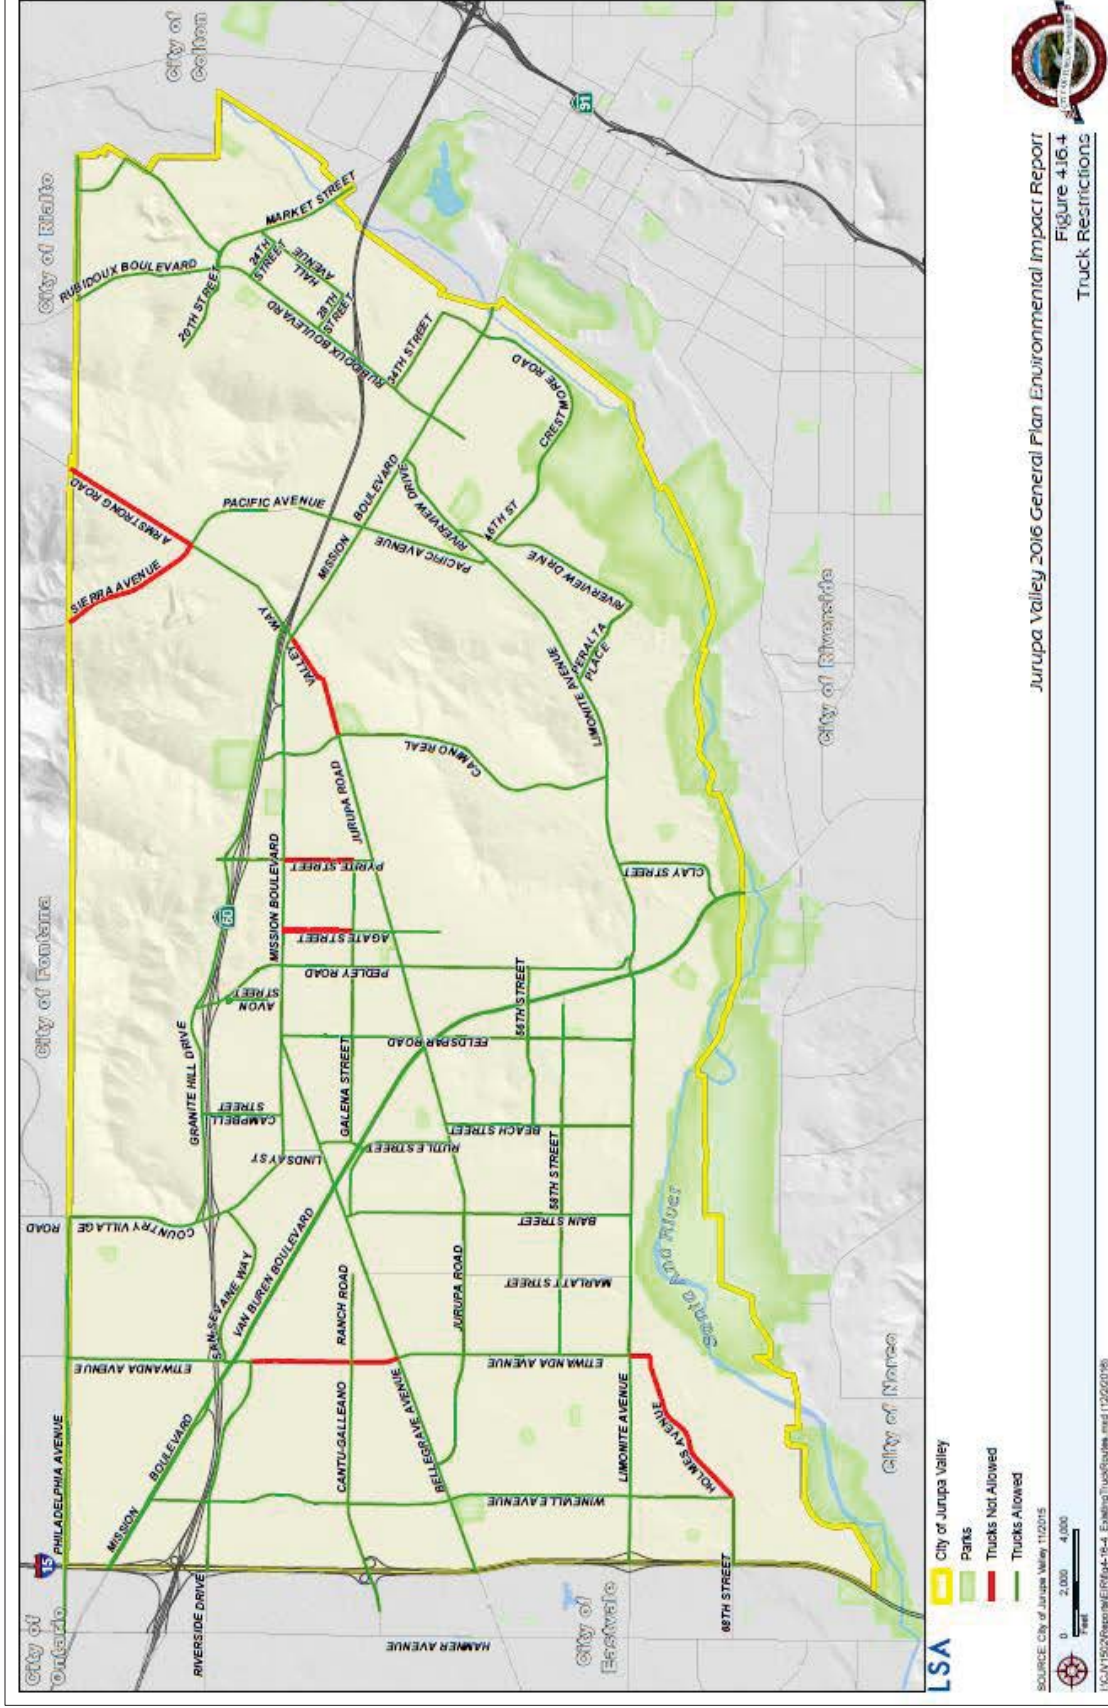 City of Colton
City of Rialto
City of Fontana
City of Ontario
City of Eastvale
City of Norco
City of Riverside
Santa Ana River
91
60
15
MARKET STREET
RUBIDOUX BOULEVARD
20TH STREET
24TH STREET
HALL AVENUE
28TH STREET
RUBIDOUX BOULEVARD
34TH STREET
CRESTMORE ROAD
ARMSTRONG ROAD
SIERRA AVENUE
PACIFIC AVENUE
MISSION BOULEVARD
RIVERVIEW DRIVE
PACIFIC AVENUE
46TH ST
RIVERVIEW DRIVE
PERALTA PLACE
LIMONITE AVENUE
VALLEY WAY
CAMINO REAL
JURUPA ROAD
PYRITE STREET
CLAY STREET
MISSION BOULEVARD
AGATE STREET
PEDLEY ROAD
AVON STREET
56TH STREET
FELDSPAR ROAD
GRANITE HILL DRIVE
GALENA STREET
CAMPBELL STREET
BEACH STREET
RUTILE STREET
LINDSAY ST
58TH STREET
COUNTRY VILLAGE ROAD
BAIN STREET
SAN SEVAINE WAY
VAN BUREN BOULEVARD
RANCH ROAD
JURUPA ROAD
MARLATT STREET
ETIWANDA AVENUE
ETIWANDA AVENUE
PHILADELPHIA AVENUE
MISSION BOULEVARD
CANTU-GALLEANO
BELLEGRAVE AVENUE
LIMONITE AVENUE
HOLMES AVENUE
WINEVILLE AVENUE
RIVERSIDE DRIVE
68TH STREET
HAMNER AVENUE
LSA
City of Jurupa Valley
Parks
Trucks Not Allowed
Trucks Allowed
SOURCE: City of Jurupa Valley 11/2015
0 2,000 4,000
Feet
Jurupa Valley 2016 General Plan Environmental Impact Report
Figure 4.16.4
Truck Restrictions